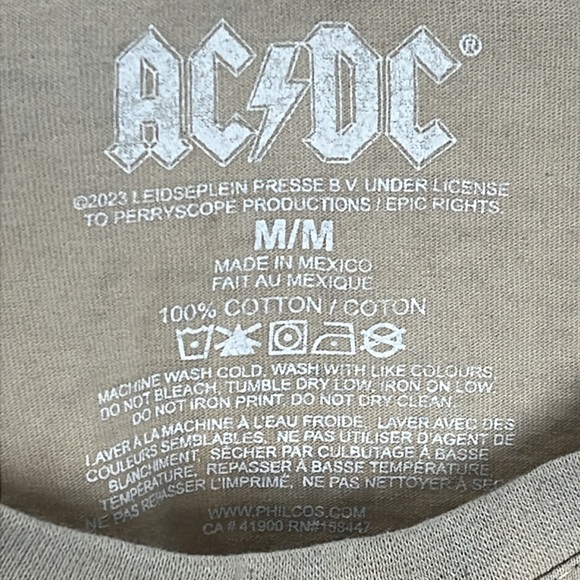 AC⚡DC®
©2023 LEIDSEPLEIN PRESSE B.V. UNDER LICENSE
TO PERRYSCOPE PRODUCTIONS / EPIC RIGHTS.
M/M
MADE IN MEXICO
FAIT AU MEXIQUE
100% COTTON / COTON
MACHINE WASH COLD, WASH WITH LIKE COLOURS
DO NOT BLEACH, TUMBLE DRY LOW, IRON ON LOW
DO NOT IRON PRINT. DO NOT DRY CLEAN.
LAVER À LA MACHINE À L'EAU FROIDE. LAVER AVEC DES
COULEURS SEMBLABLES. NE PAS UTILISER D'AGENT DE
BLANCHIMENT. SÉCHER PAR CULBUTAGE À BASSE
TEMPÉRATURE. REPASSER À BASSE TEMPÉRATURE.
NE PAS REPASSER L'IMPRIMÉ. NE PAS NETTOYER À SEC
WWW.PHILCOS.COM
CA # 41900 RN#